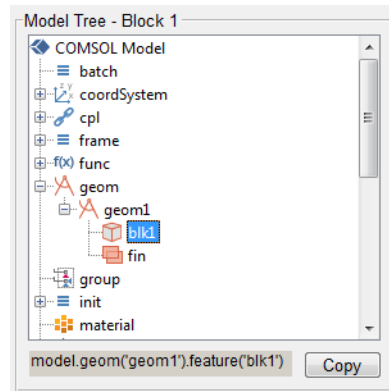 Model Tree - Block 1
COMSOL Model
batch
coordSystem
cpl
frame
f(x) func
geom
geom1
blk1
fin
group
init
material
model.geom('geom1').feature('blk1')
Copy